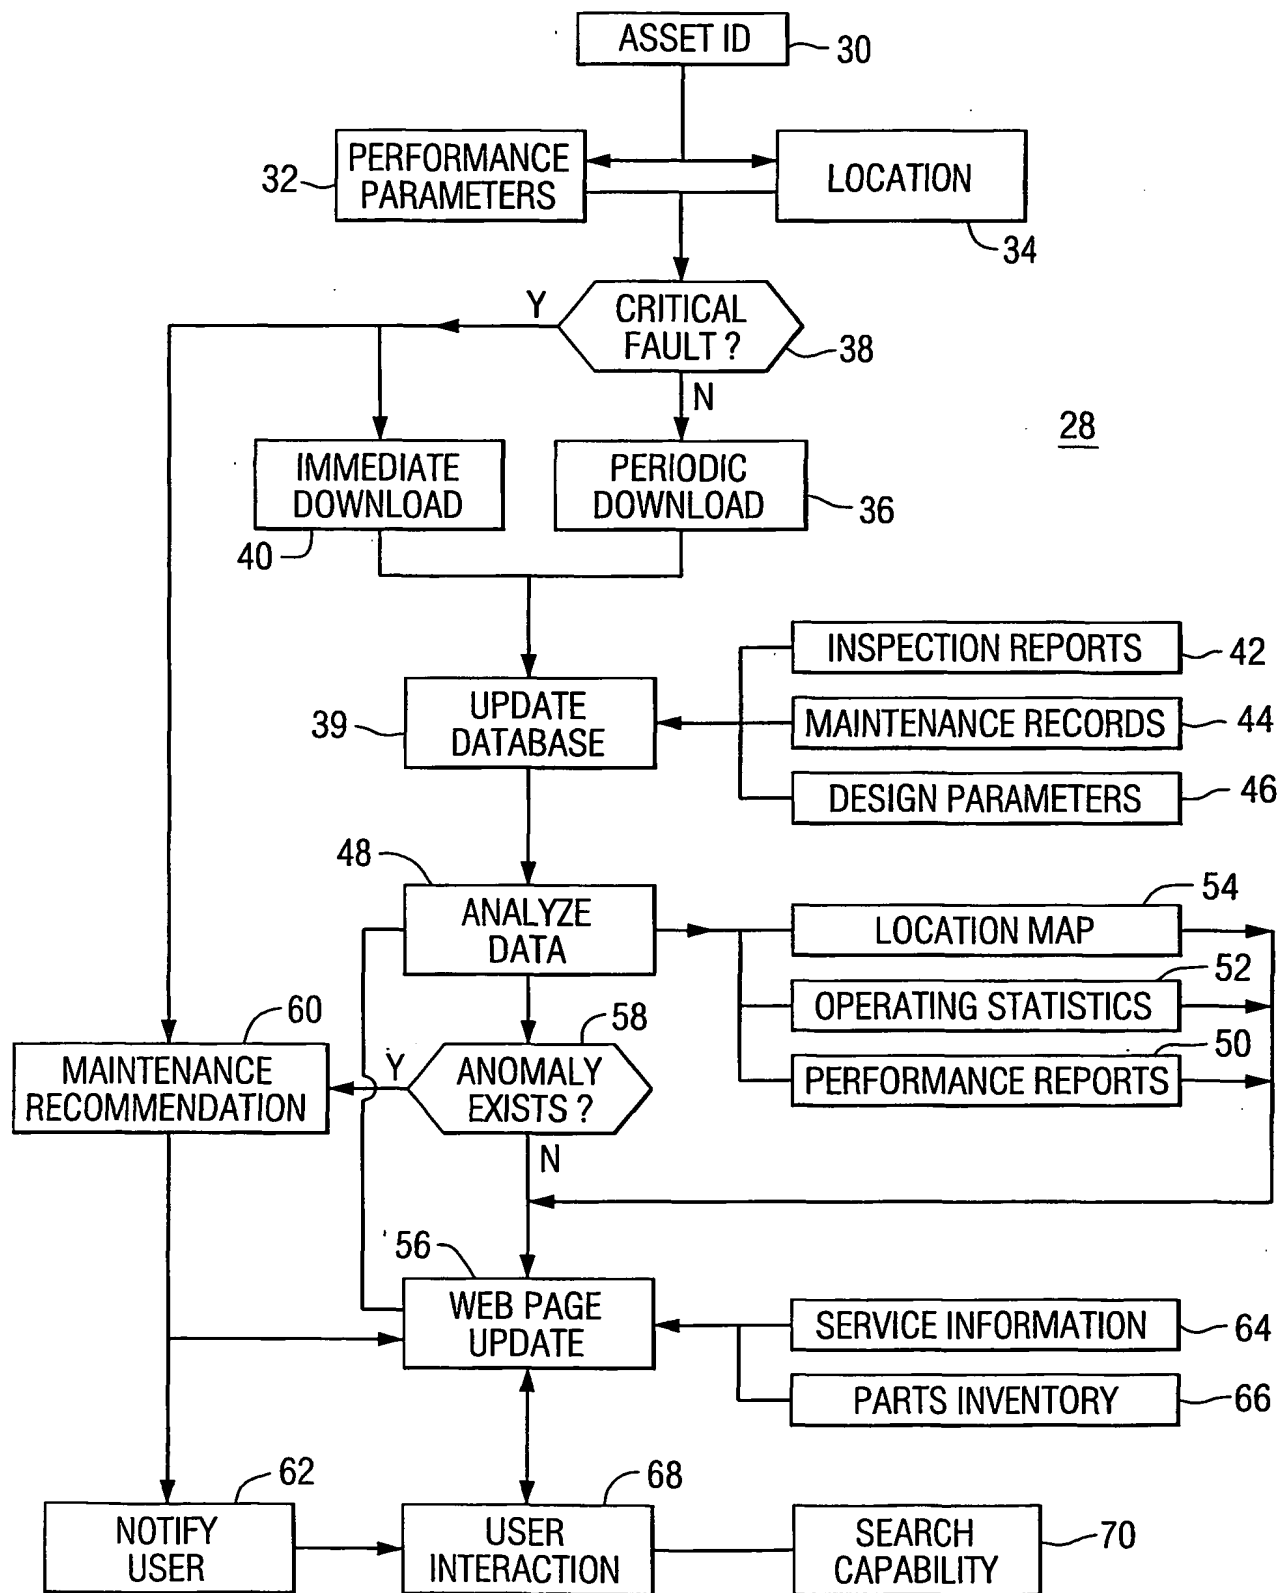 ASSET ID
30
PERFORMANCE
PARAMETERS
32
LOCATION
34
CRITICAL
FAULT ?
38
Y
N
28
IMMEDIATE
DOWNLOAD
40
PERIODIC
DOWNLOAD
36
INSPECTION REPORTS
42
UPDATE
DATABASE
39
MAINTENANCE RECORDS
44
DESIGN PARAMETERS
46
48
ANALYZE
DATA
54
LOCATION MAP
52
OPERATING STATISTICS
50
PERFORMANCE REPORTS
60
MAINTENANCE
RECOMMENDATION
Y
58
ANOMALY
EXISTS ?
N
56
WEB PAGE
UPDATE
SERVICE INFORMATION
64
PARTS INVENTORY
66
62
NOTIFY
USER
68
USER
INTERACTION
SEARCH
CAPABILITY
70